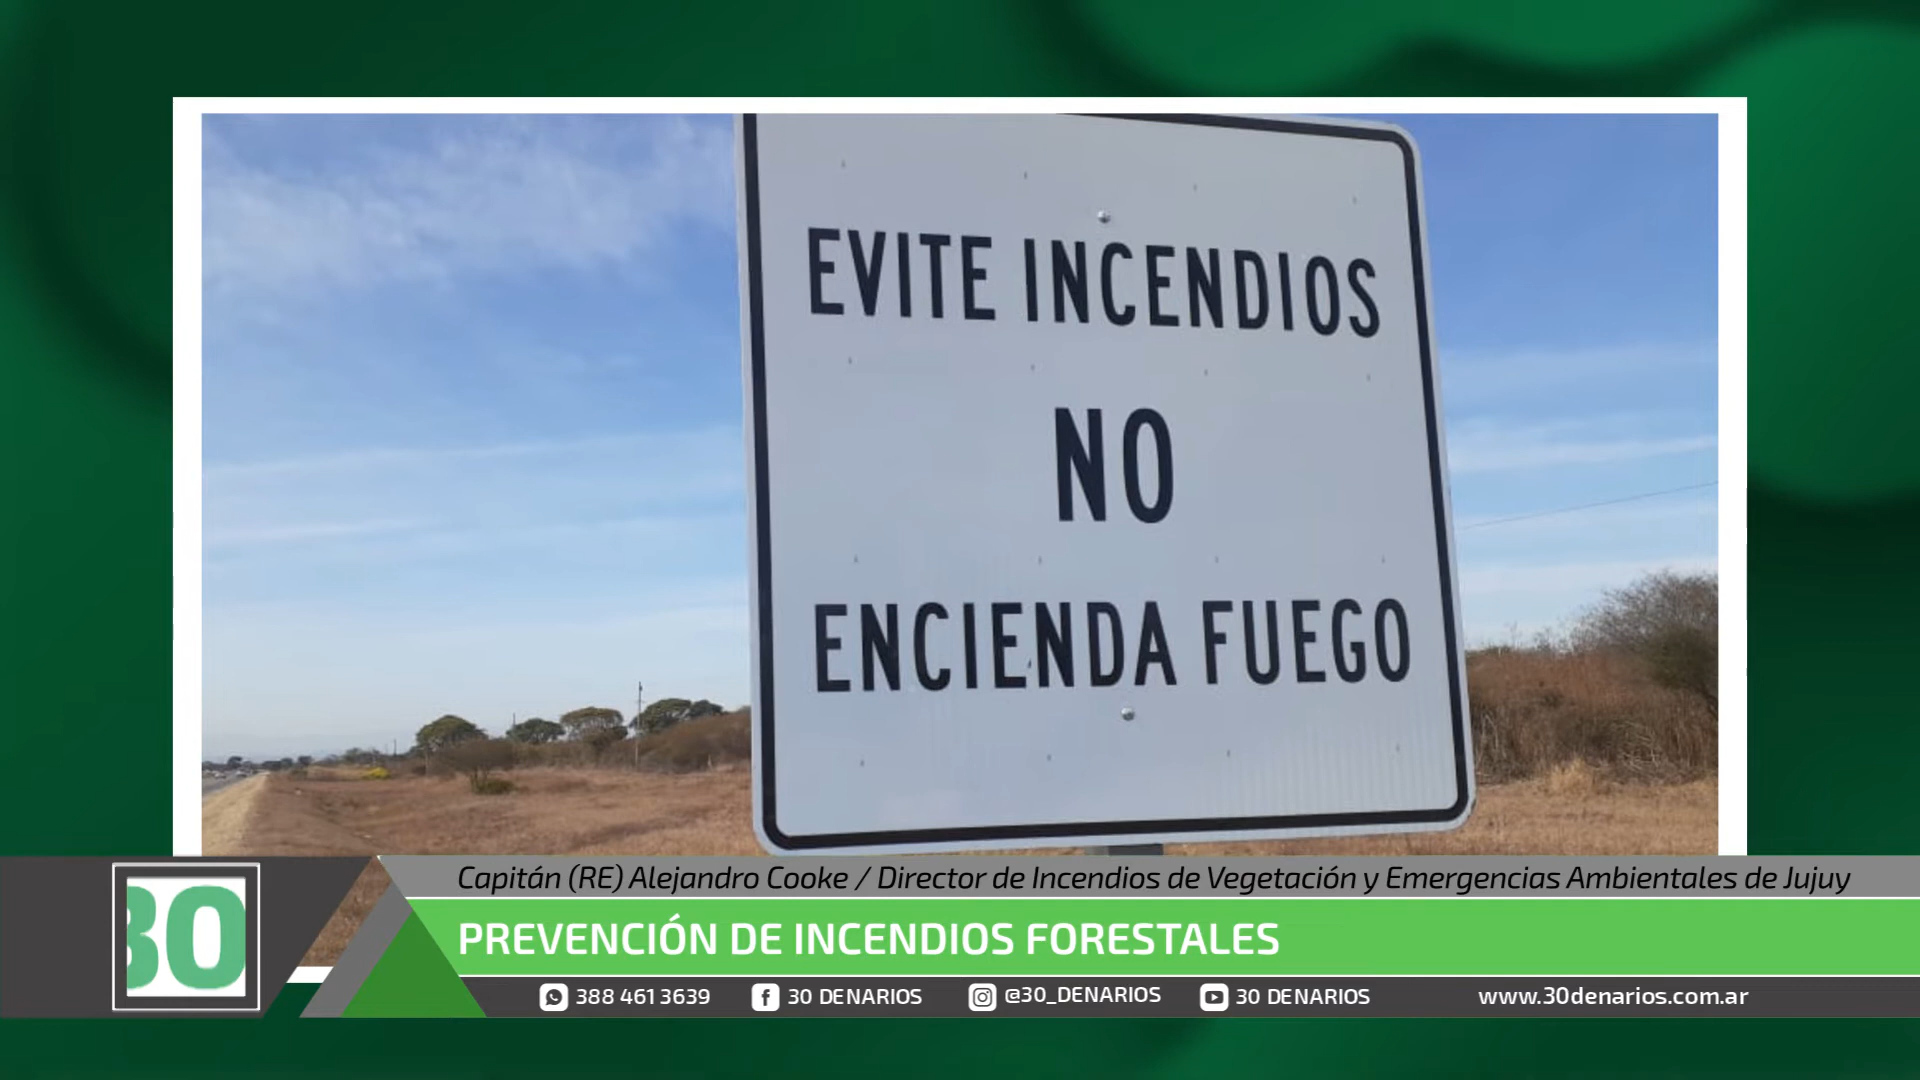 EVITE INCENDIOS
NO
ENCIENDA FUEGO
Capitán (RE) Alejandro Cooke / Director de Incendios de Vegetación y Emergencias Ambientales de Jujuy
30
PREVENCIÓN DE INCENDIOS FORESTALES
388 461 3639
30 DENARIOS
@30_DENARIOS
30 DENARIOS
www.30denarios.com.ar